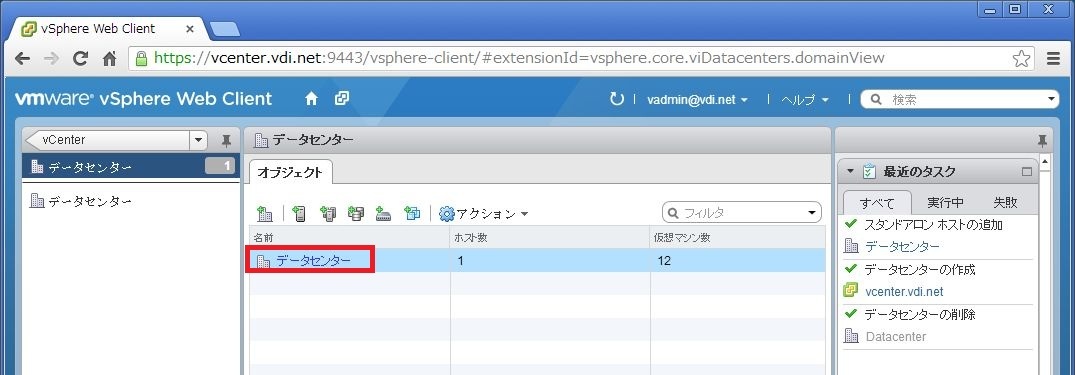 vSphere Web Client
https://vcenter.vdi.net:9443/vsphere-client/#extensionId=vsphere.core.viDatacenters.domainView
vmware® vSphere Web Client
vadmin@vdi.net
ヘルプ
検索
vCenter
データセンター 1
データセンター
データセンター
オブジェクト
アクション
フィルタ
名前 ホスト数 仮想マシン数
データセンター 1 12
最近のタスク
すべて 実行中 失敗
スタンドアロン ホストの追加
データセンター
データセンターの作成
vcenter.vdi.net
データセンターの削除
Datacenter